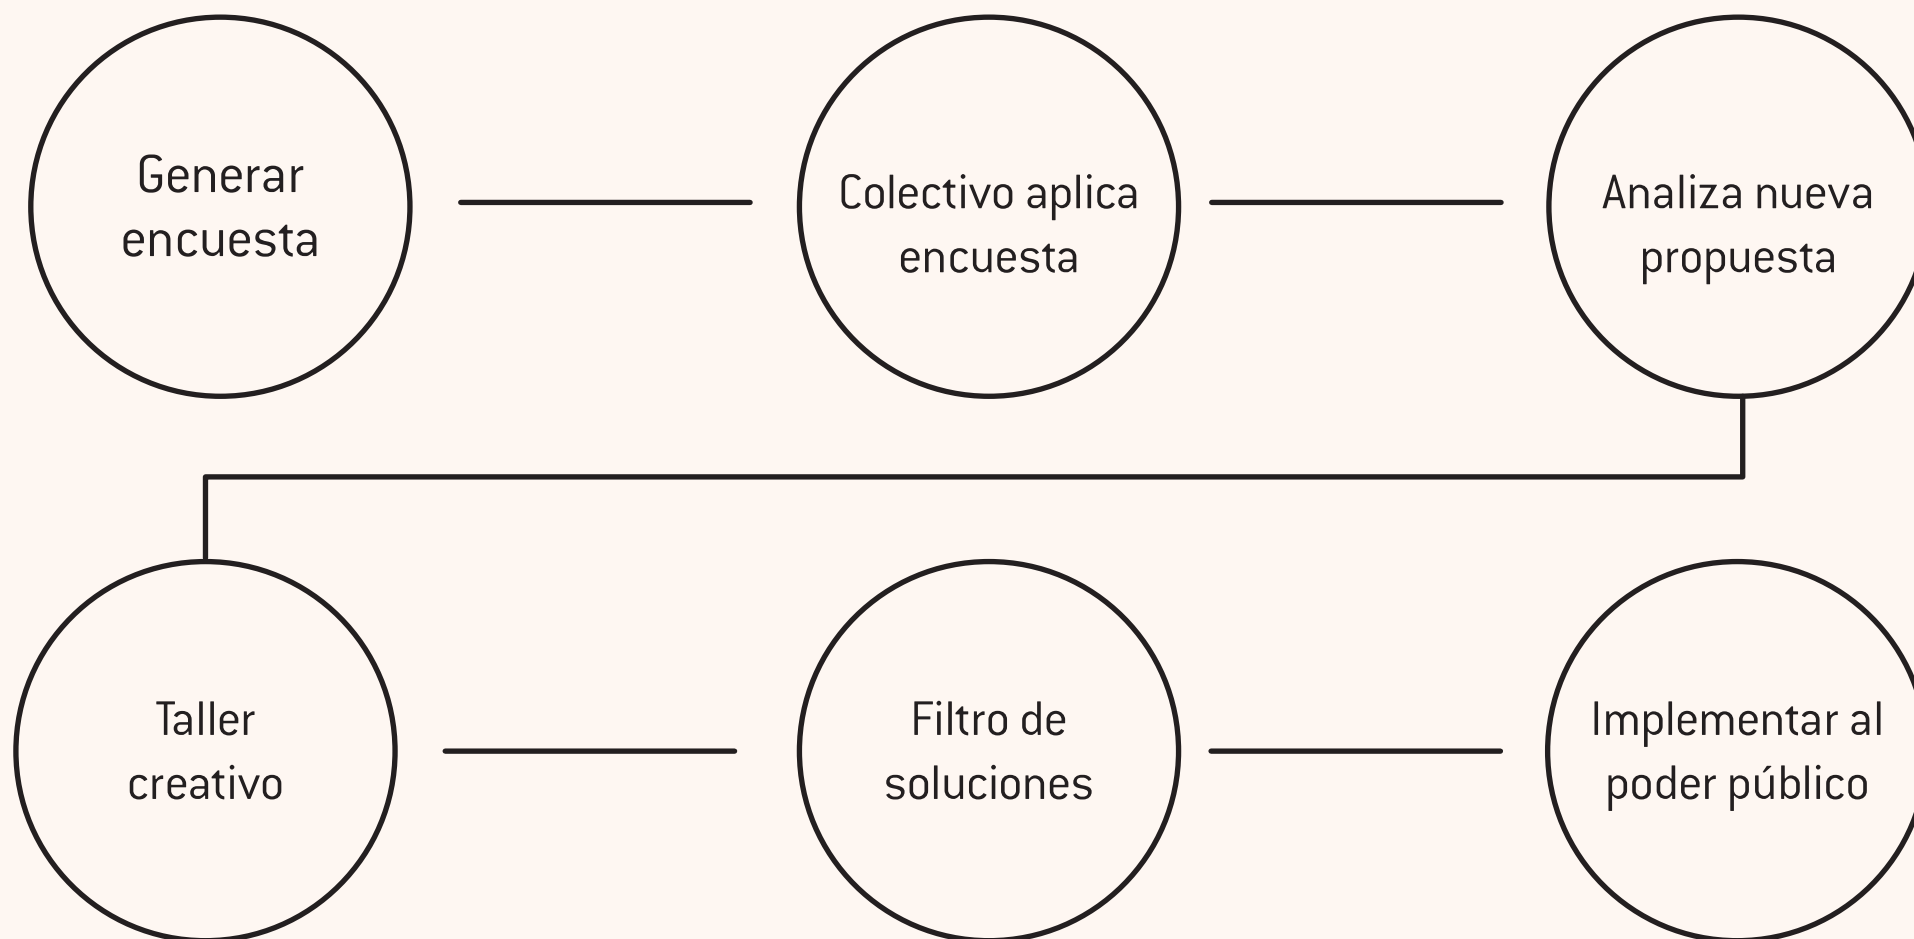 Generar
encuesta
Colectivo aplica
encuesta
Analiza nueva
propuesta
Taller
creativo
Filtro de
soluciones
Implementar al
poder público